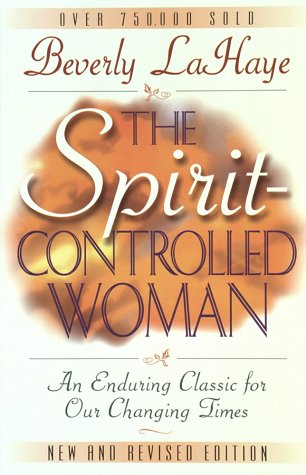 OVER 750,000 SOLD
Beverly LaHaye
THE
Spirit-
CONTROLLED
WOMAN
An Enduring Classic for
Our Changing Times
NEW AND REVISED EDITION